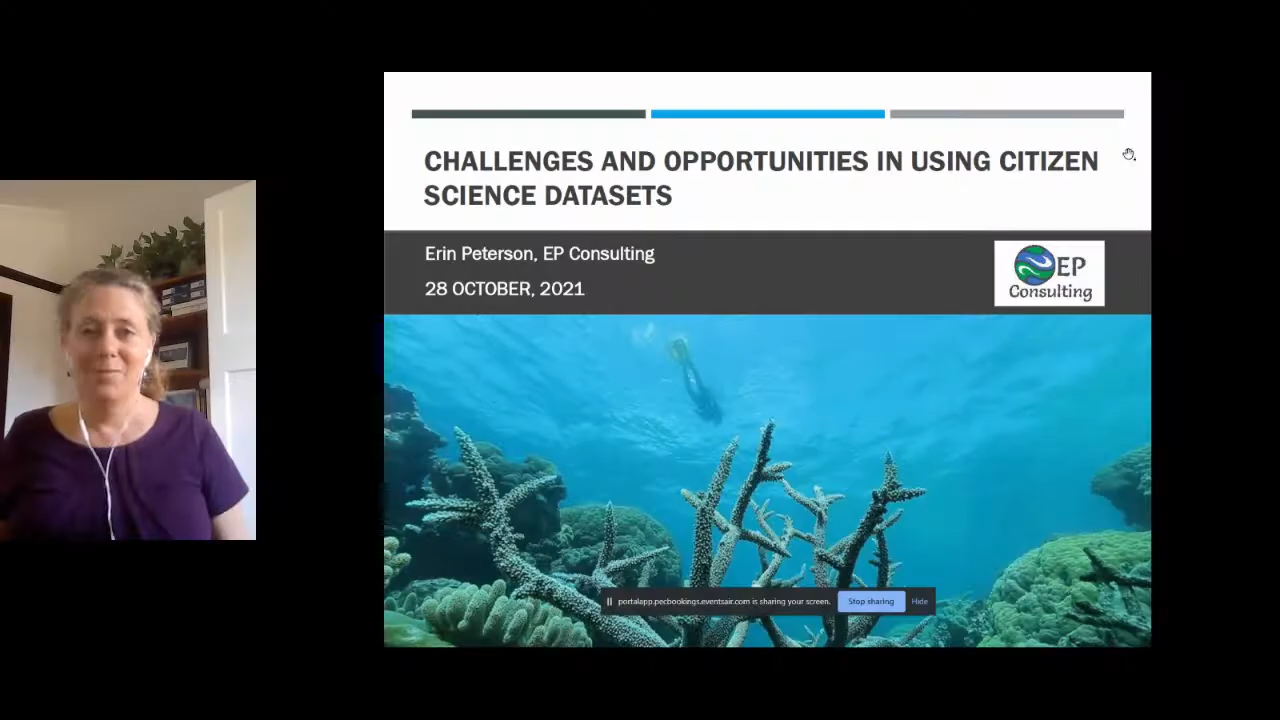 CHALLENGES AND OPPORTUNITIES IN USING CITIZEN
SCIENCE DATASETS
Erin Peterson, EP Consulting
28 OCTOBER, 2021
EP
Consulting
portalapp.pecbookings.eventsair.com is sharing your screen. Stop sharing Hide